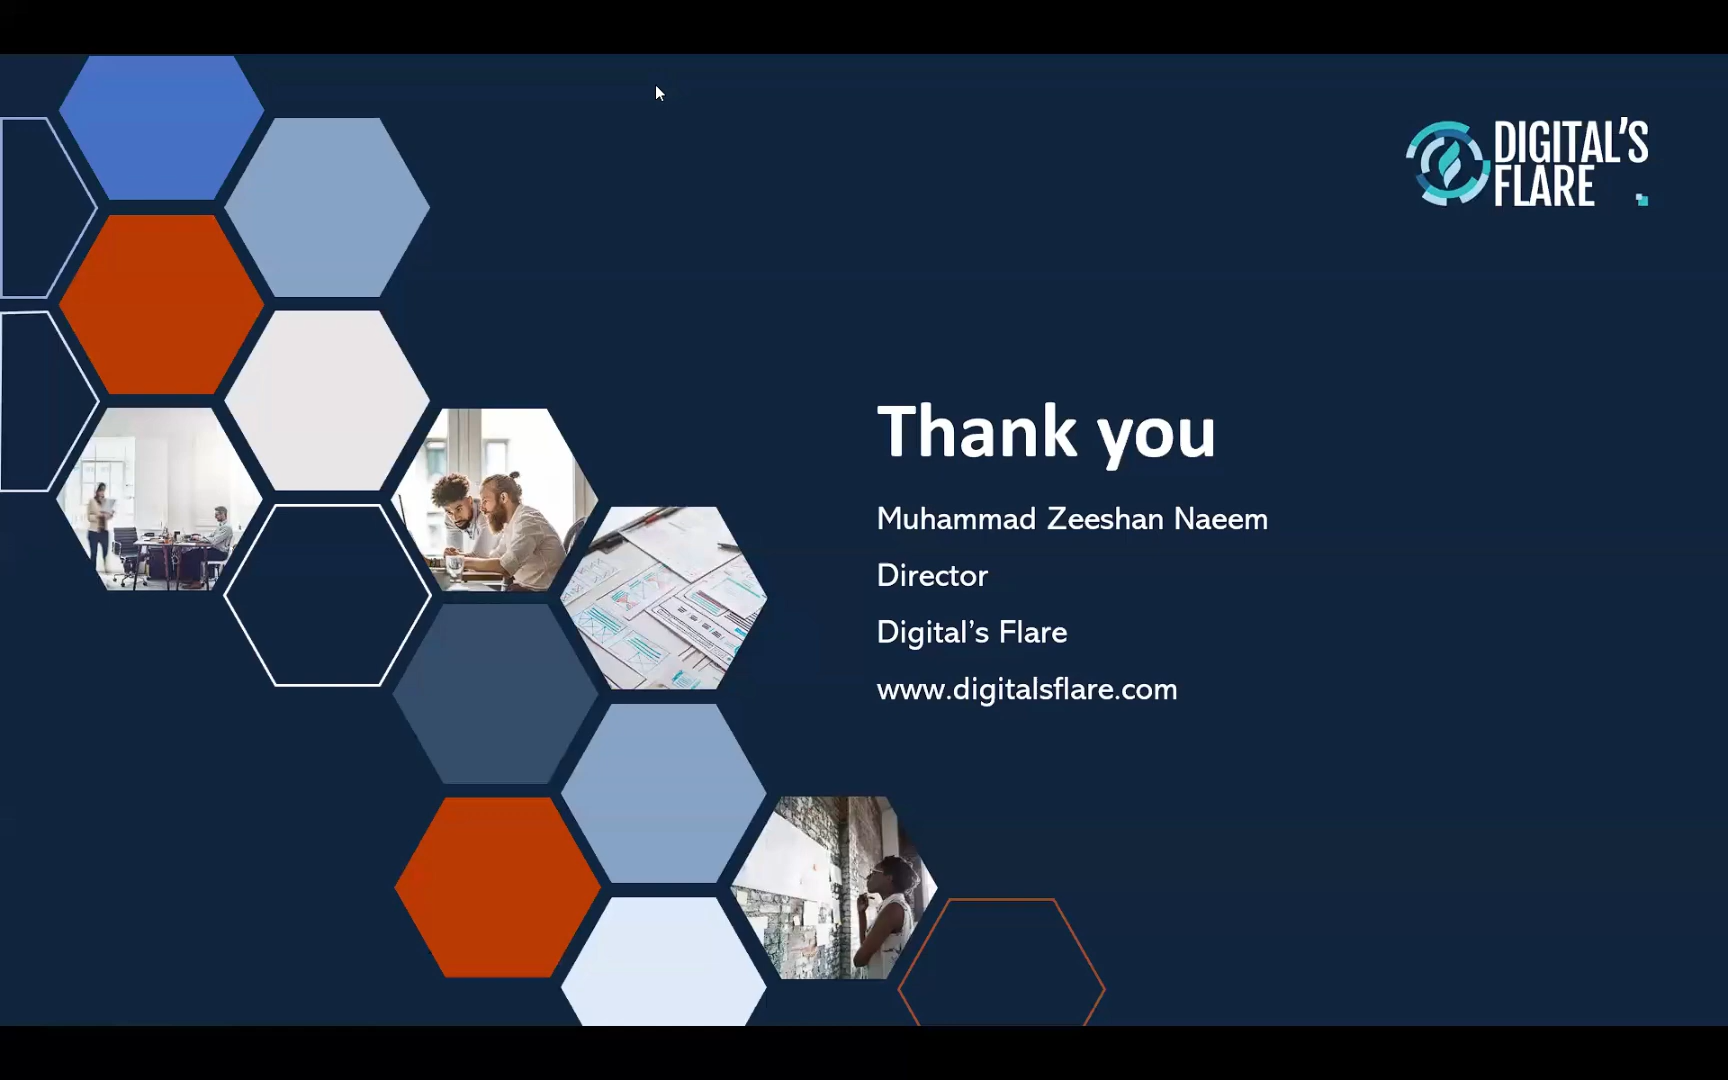 DIGITAL'S
FLARE
Thank you
Muhammad Zeeshan Naeem
Director
Digital’s Flare
www.digitalsflare.com